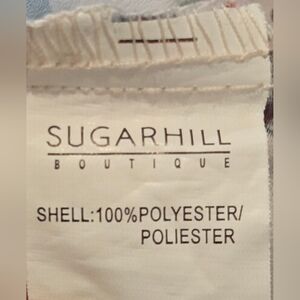 SUGARHILL
BOUTIQUE
SHELL:100%POLYESTER/
POLIESTER